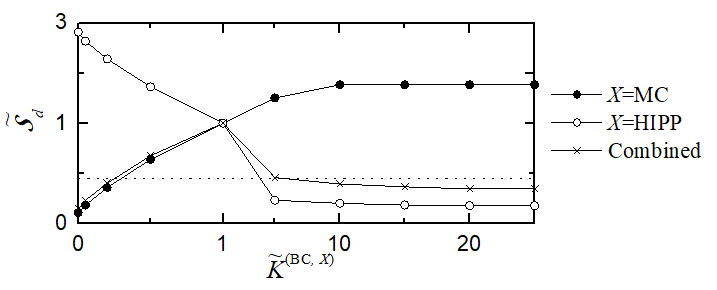 3
1
0
S̃d
0 1 10 20
K̃(BC, X)
X=MC
X=HIPP
Combined